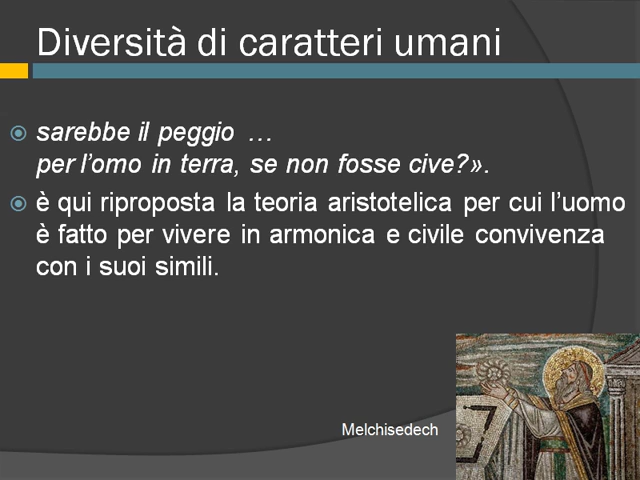 Diversità di caratteri umani
sarebbe il peggio …
per l’omo in terra, se non fosse cive?».
è qui riproposta la teoria aristotelica per cui l’uomo
è fatto per vivere in armonica e civile convivenza
con i suoi simili.
Melchisedech